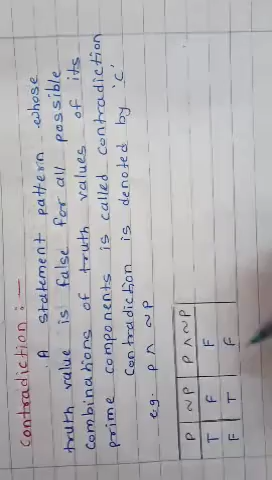 Contradiction : -
A statement pattern whose
truth value is false for all possible
combinations of truth values of its
prime components is called contradiction
Contradiction is denoted by 'c'
eg. P ∧ ~P
P ~P P ∧ ~P
T F F
F T F